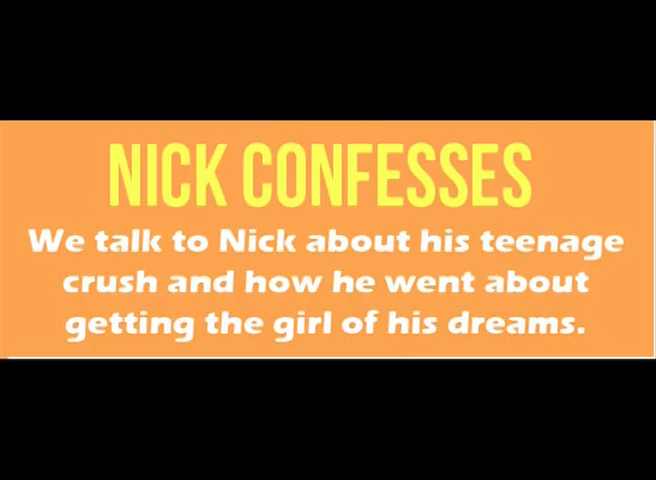 NICK CONFESSES
We talk to Nick about his teenage
crush and how he went about
getting the girl of his dreams.